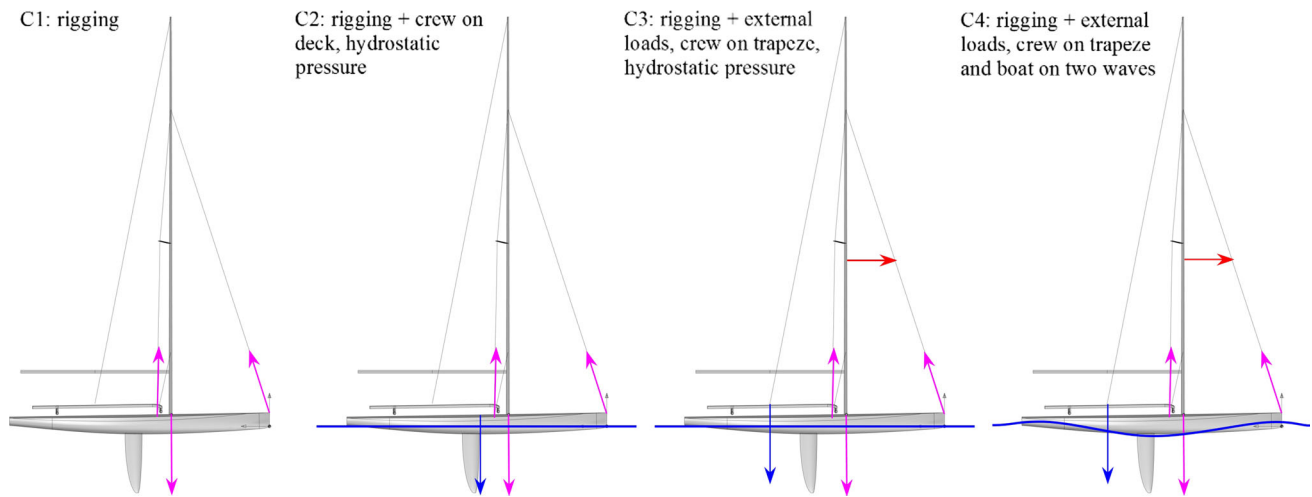 C1: rigging
C2: rigging + crew on
deck, hydrostatic
pressure
C3: rigging + external
loads, crew on trapeze,
hydrostatic pressure
C4: rigging + external
loads, crew on trapeze
and boat on two waves